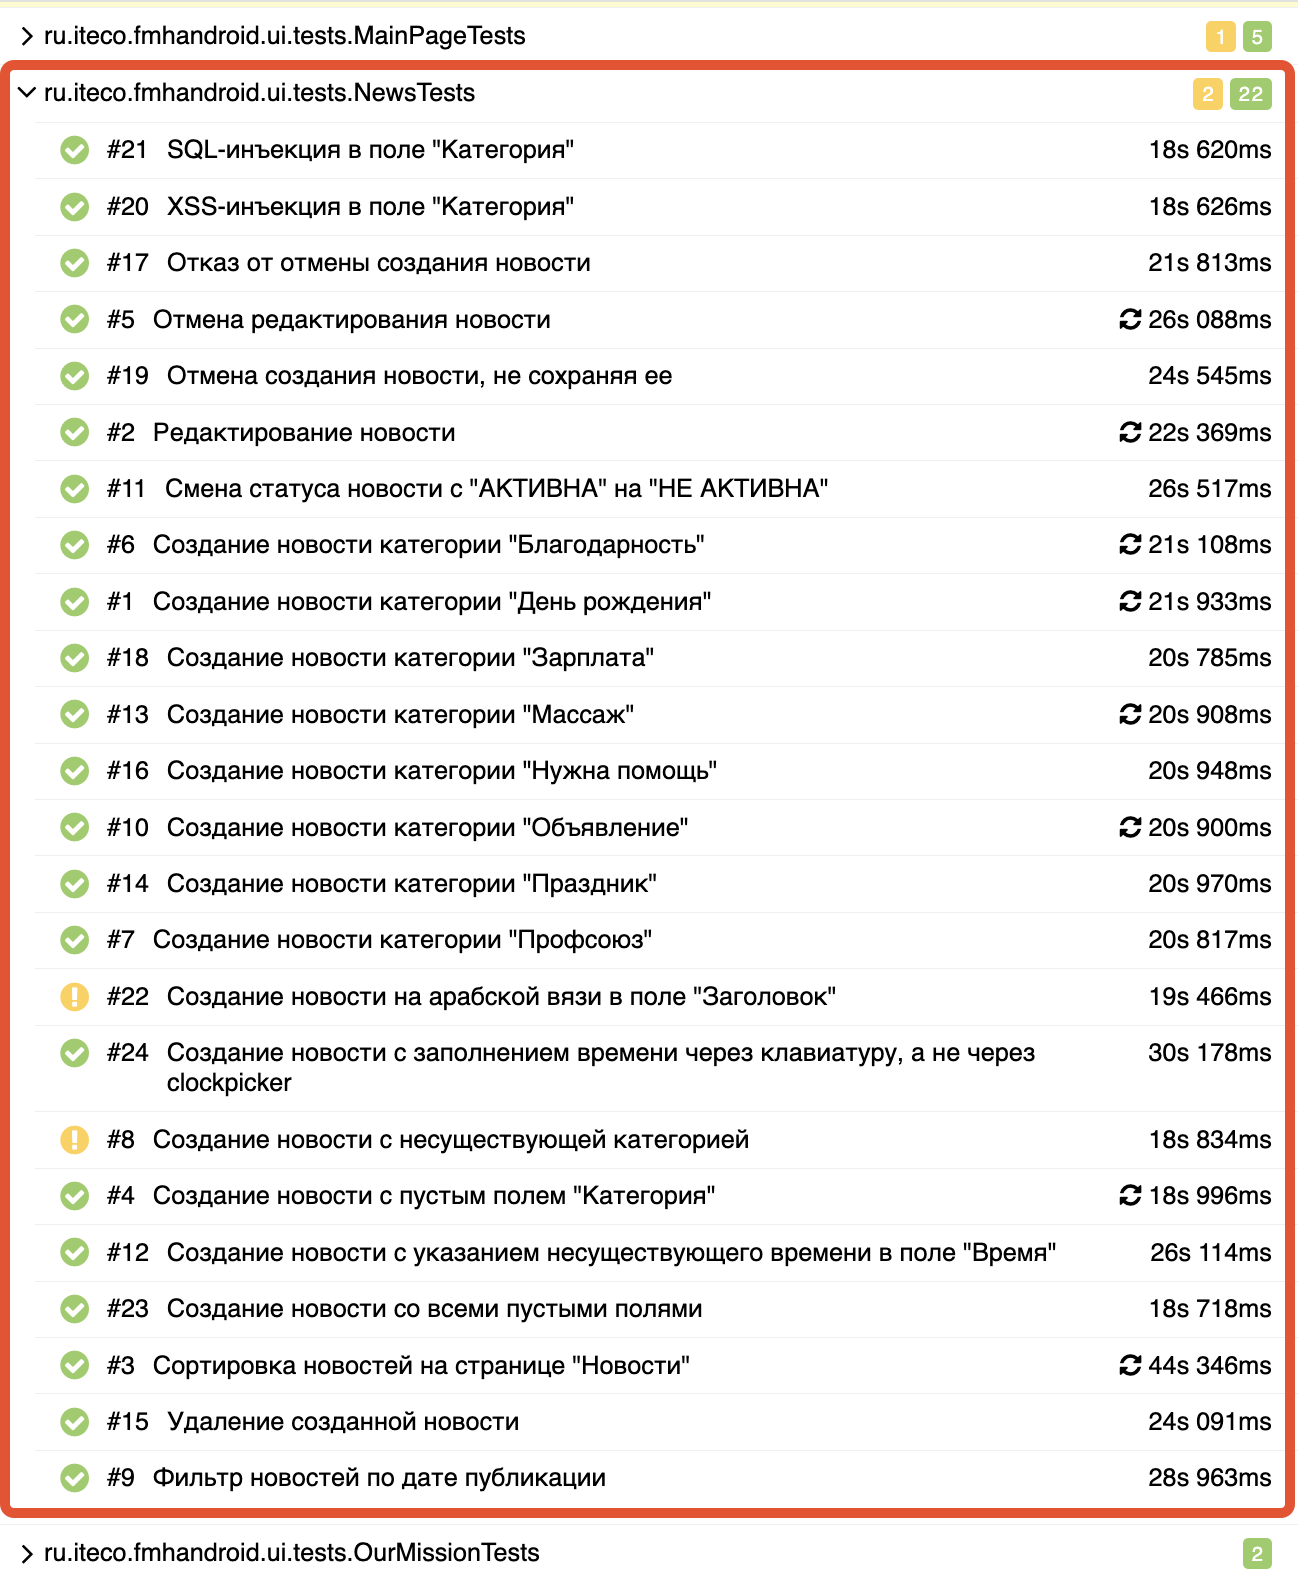 ru.iteco.fmhandroid.ui.tests.MainPageTests 1 5
ru.iteco.fmhandroid.ui.tests.NewsTests 2 22
#21 SQL-инъекция в поле "Категория" 18s 620ms
#20 XSS-инъекция в поле "Категория" 18s 626ms
#17 Отказ от отмены создания новости 21s 813ms
#5 Отмена редактирования новости 26s 088ms
#19 Отмена создания новости, не сохраняя ее 24s 545ms
#2 Редактирование новости 22s 369ms
#11 Смена статуса новости с "АКТИВНА" на "НЕ АКТИВНА" 26s 517ms
#6 Создание новости категории "Благодарность" 21s 108ms
#1 Создание новости категории "День рождения" 21s 933ms
#18 Создание новости категории "Зарплата" 20s 785ms
#13 Создание новости категории "Массаж" 20s 908ms
#16 Создание новости категории "Нужна помощь" 20s 948ms
#10 Создание новости категории "Объявление" 20s 900ms
#14 Создание новости категории "Праздник" 20s 970ms
#7 Создание новости категории "Профсоюз" 20s 817ms
#22 Создание новости на арабской вязи в поле "Заголовок" 19s 466ms
#24 Создание новости с заполнением времени через клавиатуру, а не через 30s 178ms
clockpicker
#8 Создание новости с несуществующей категорией 18s 834ms
#4 Создание новости с пустым полем "Категория" 18s 996ms
#12 Создание новости с указанием несуществующего времени в поле "Время" 26s 114ms
#23 Создание новости со всеми пустыми полями 18s 718ms
#3 Сортировка новостей на странице "Новости" 44s 346ms
#15 Удаление созданной новости 24s 091ms
#9 Фильтр новостей по дате публикации 28s 963ms
ru.iteco.fmhandroid.ui.tests.OurMissionTests 2